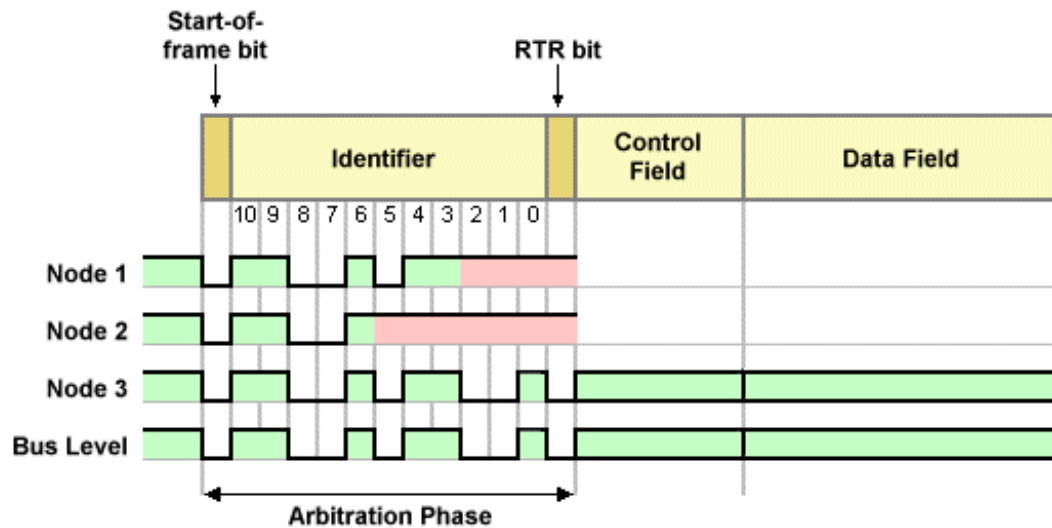 Start-of-
frame bit
RTR bit
Identifier
Control
Field
Data Field
10 9 8 7 6 5 4 3 2 1 0
Node 1
Node 2
Node 3
Bus Level
Arbitration Phase